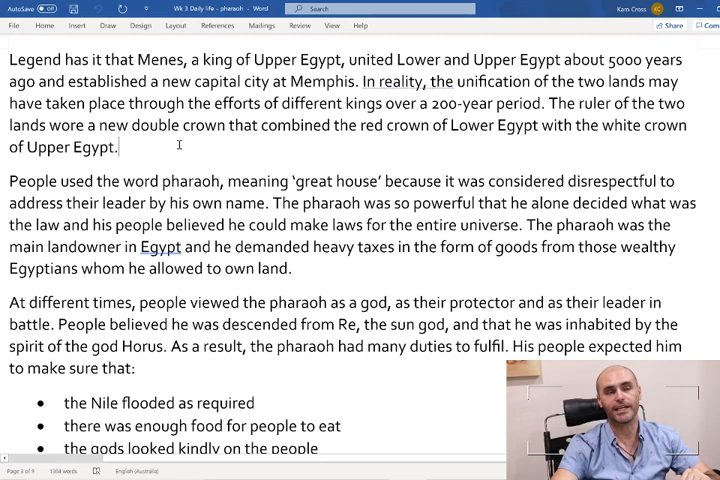 AutoSave Off Wk 3 Daily life - pharaoh - Word Search Kam Cross KC
File Home Insert Draw Design Layout References Mailings Review View Help Share Com
Legend has it that Menes, a king of Upper Egypt, united Lower and Upper Egypt about 5000 years
ago and established a new capital city at Memphis. In reality, the unification of the two lands may
have taken place through the efforts of different kings over a 200-year period. The ruler of the two
lands wore a new double crown that combined the red crown of Lower Egypt with the white crown
of Upper Egypt.
People used the word pharaoh, meaning ‘great house’ because it was considered disrespectful to
address their leader by his own name. The pharaoh was so powerful that he alone decided what was
the law and his people believed he could make laws for the entire universe. The pharaoh was the
main landowner in Egypt and he demanded heavy taxes in the form of goods from those wealthy
Egyptians whom he allowed to own land.
At different times, people viewed the pharaoh as a god, as their protector and as their leader in
battle. People believed he was descended from Re, the sun god, and that he was inhabited by the
spirit of the god Horus. As a result, the pharaoh had many duties to fulfil. His people expected him
to make sure that:
• the Nile flooded as required
• there was enough food for people to eat
• the gods looked kindly on the people
Page 3 of 9 1304 words English (Australia)